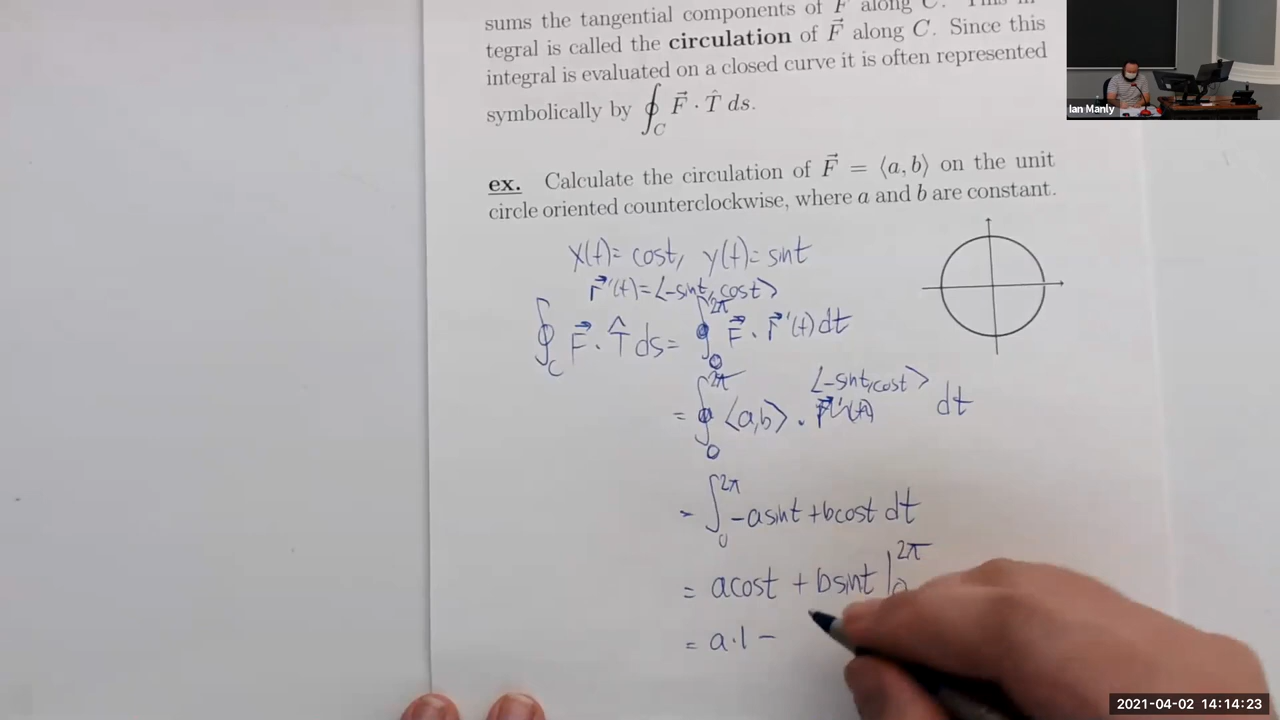 sums the tangential components of F⃗ along C. This in-
tegral is called the circulation of F⃗ along C. Since this
integral is evaluated on a closed curve it is often represented
symbolically by ∮_C F⃗ · T̂ ds.
Ian Manly
ex. Calculate the circulation of F⃗ = ⟨a, b⟩ on the unit
circle oriented counterclockwise, where a and b are constant.
x(t)= cost, y(t)= sint
r⃗'(t)=<-sint, cost>
∮_C F⃗ · T̂ ds= ∫_0^2π F⃗ · r⃗'(t)dt
<-sint, cost>
= ∫_0^2π <a,b> · r⃗'(t) dt
= ∫_0^2π -asint +bcost dt
= acost + bsint |_0^2π
= a·1 -
2021-04-02 14:14:23